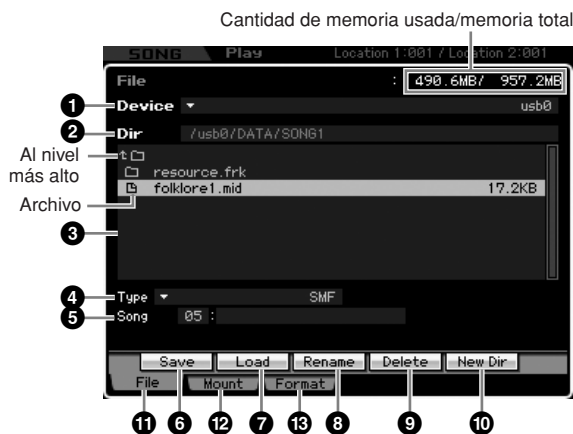 Cantidad de memoria usada/memoria total
SONG Play Location 1:001 / Location 2:001
File : 490.6MB/ 957.2MB
1 Device usb0
2 Dir /usb0/DATA/SONG1
Al nivel más alto
resource.frk
Archivo folklore1.mid 17.2KB
3
4 Type SMF
5 Song 05 :
Save Load Rename Delete New Dir
File Mount Format
11 6 12 7 13 8 9 10